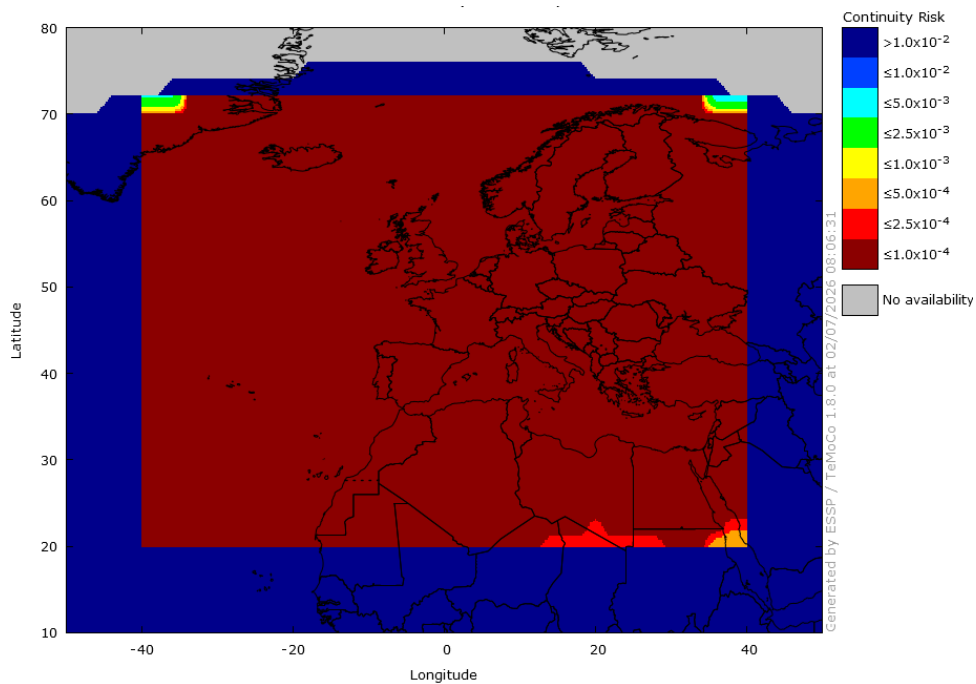 Continuity Risk
>1.0x10⁻²
≤1.0x10⁻²
≤5.0x10⁻³
≤2.5x10⁻³
≤1.0x10⁻³
≤5.0x10⁻⁴
≤2.5x10⁻⁴
≤1.0x10⁻⁴
No availability
80
70
60
50
40
30
20
10
Latitude
-40
-20
0
20
40
Longitude
Generated by ESSP / TeMoCo 1.8.0 at 02/07/2026 08:06:31